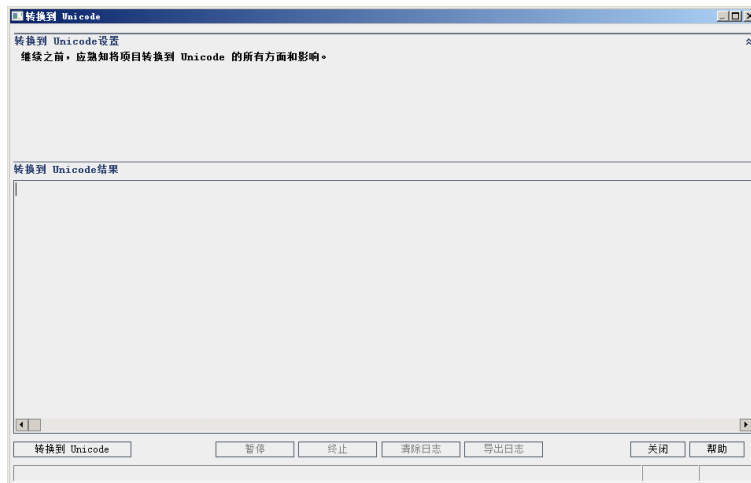 转换到 Unicode
转换到 Unicode设置
继续之前，应熟知将项目转换到 Unicode 的所有方面和影响。
转换到 Unicode结果
转换到 Unicode 暂停 终止 清除日志 导出日志 关闭 帮助